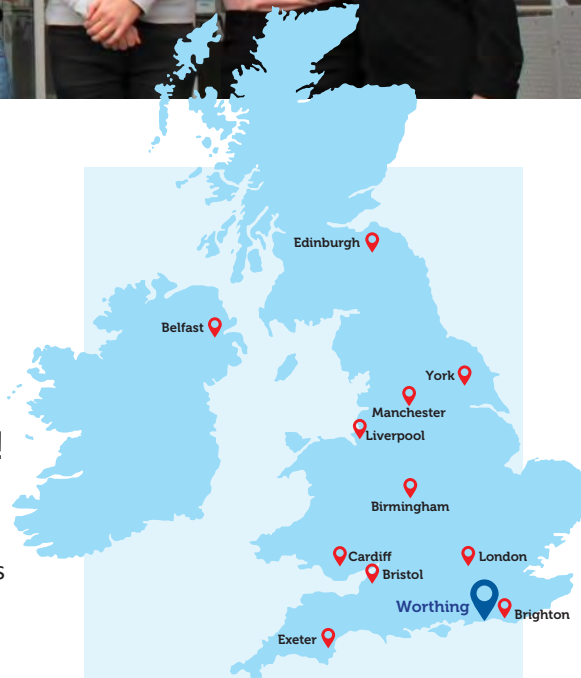 Edinburgh
Belfast
York
Manchester
!
Liverpool
Birmingham
Cardiff
London
s
Bristol
Worthing
Brighton
Exeter